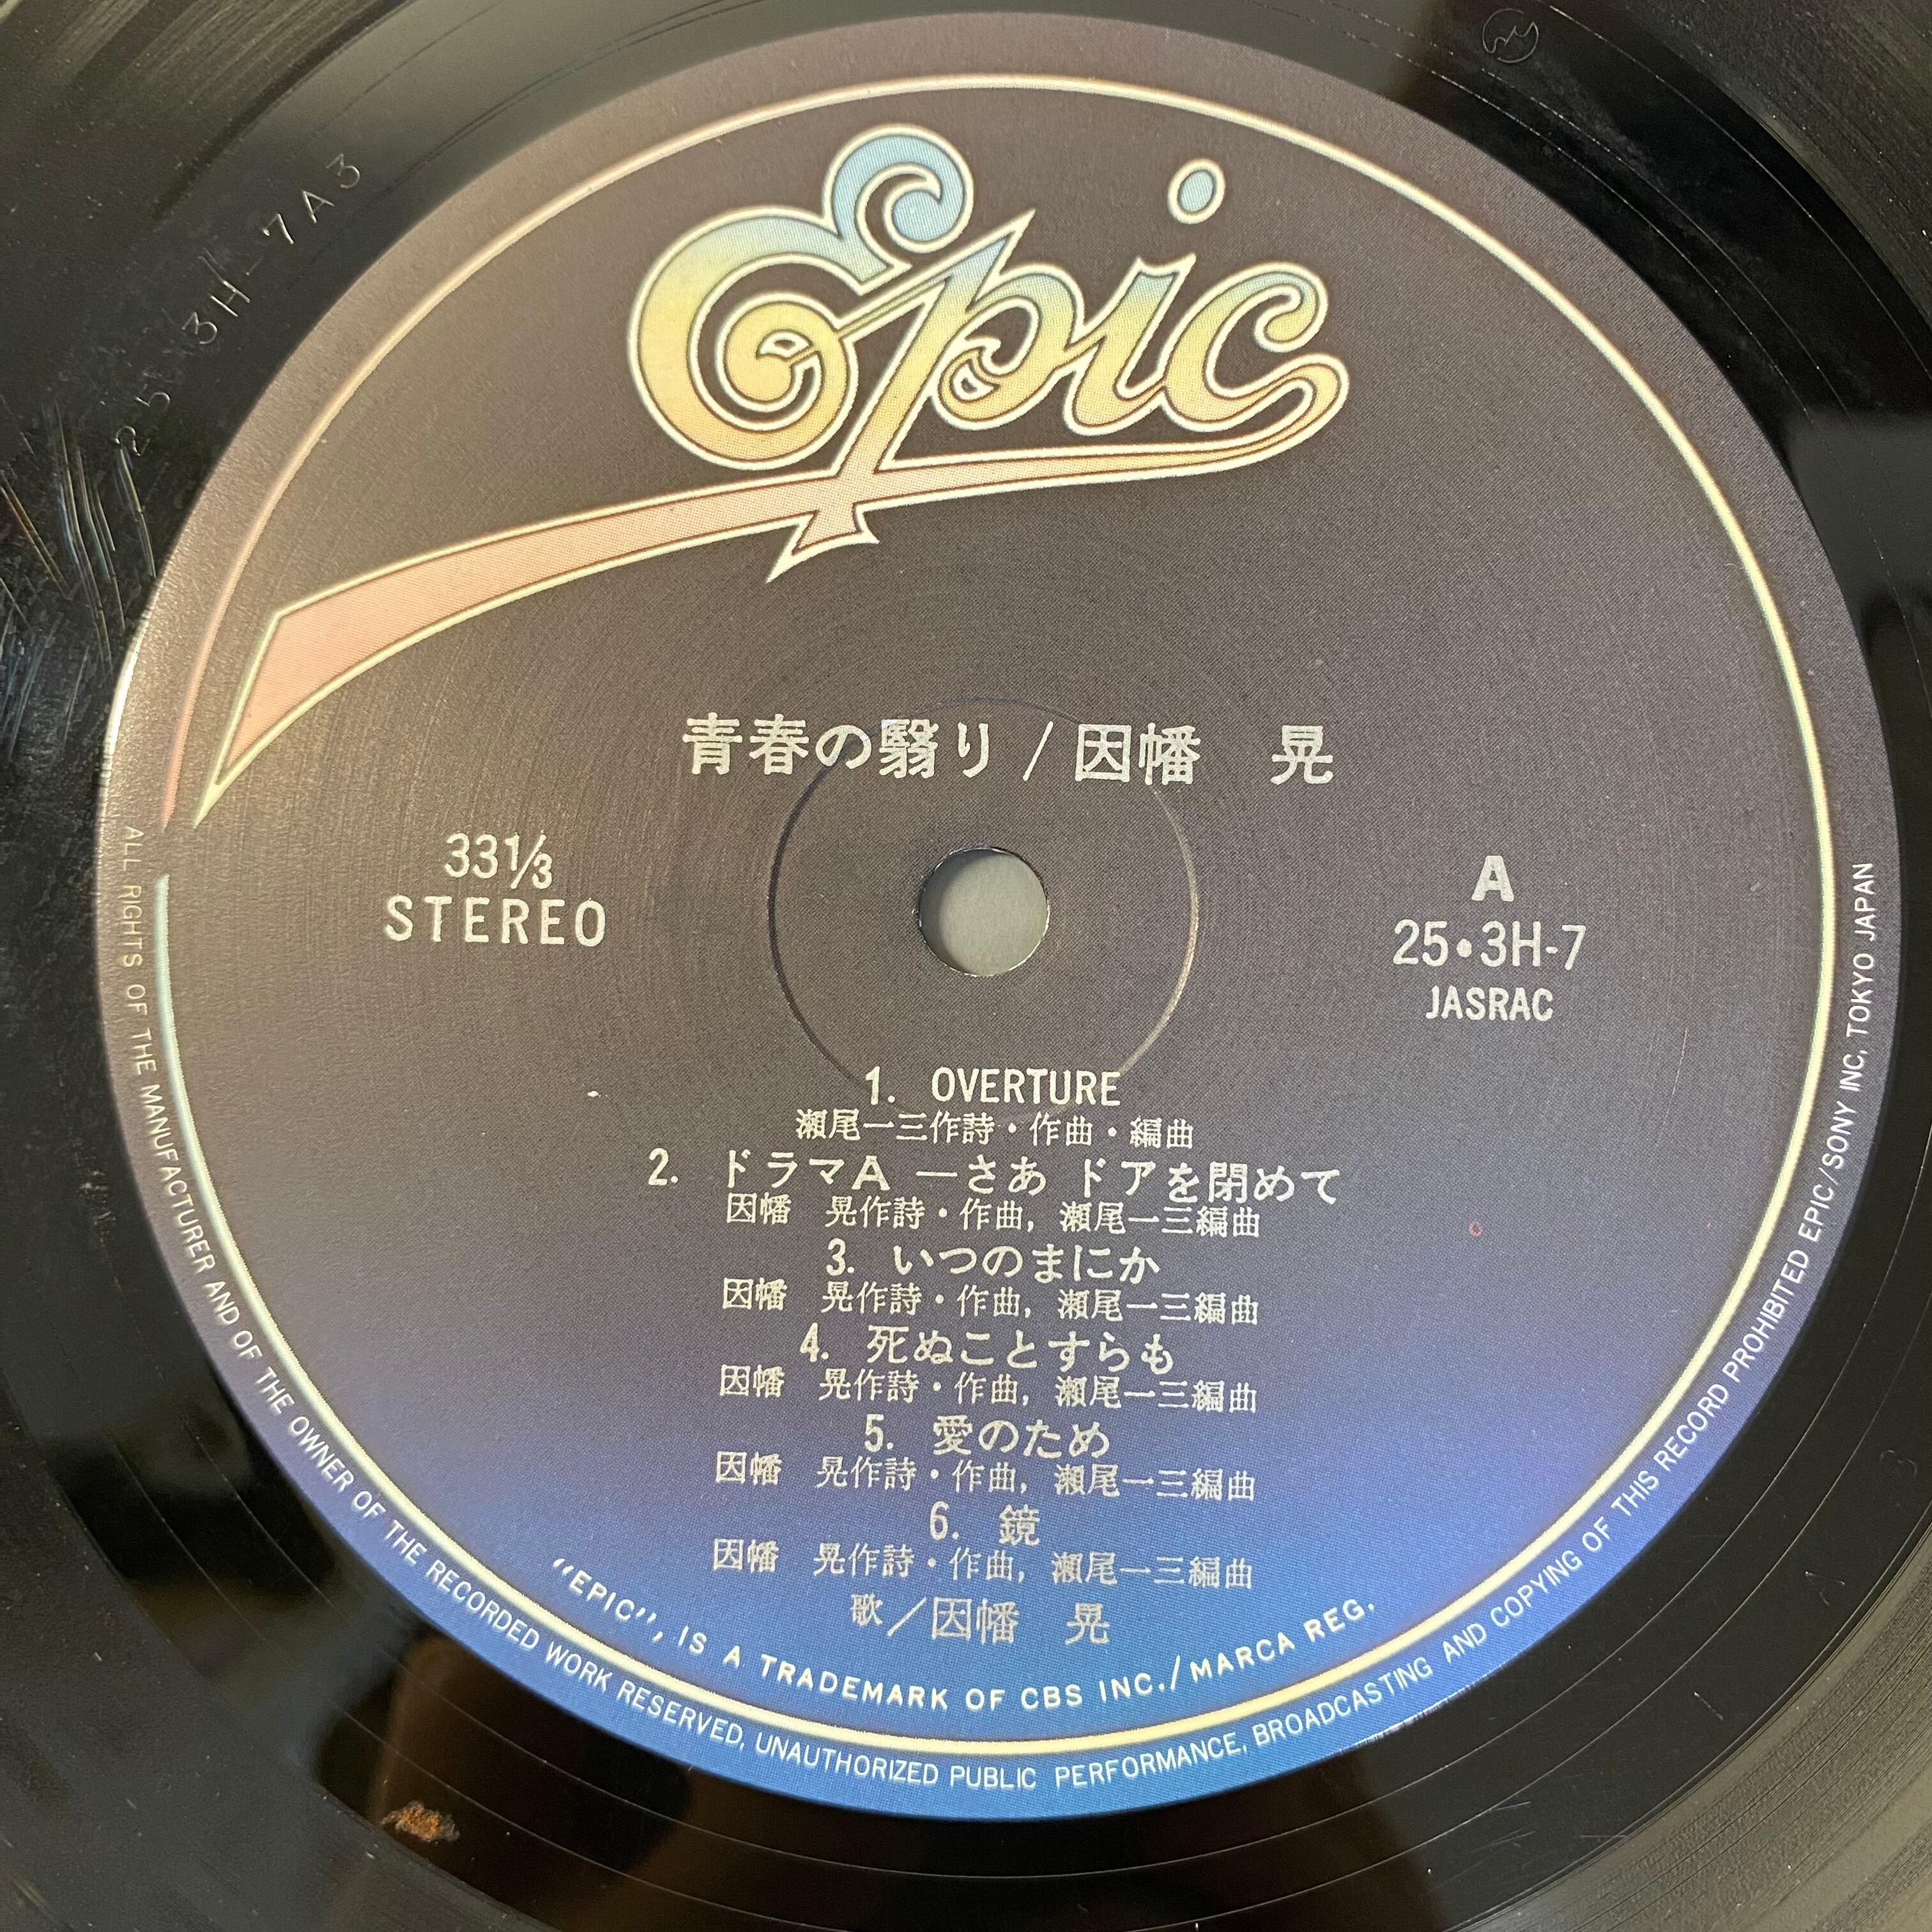 25 3H-7A3
Epic
青春の翳り/因幡 晃
33⅓
STEREO
A
25・3H-7
JASRAC
1. OVERTURE
瀬尾一三作詩・作曲・編曲
2. ドラマA ―さあ ドアを閉めて
因幡 晃作詩・作曲, 瀬尾一三編曲
3. いつのまにか
因幡 晃作詩・作曲, 瀬尾一三編曲
4. 死ぬことすらも
因幡 晃作詩・作曲, 瀬尾一三編曲
5. 愛のため
因幡 晃作詩・作曲, 瀬尾一三編曲
6. 鏡
因幡 晃作詩・作曲, 瀬尾一三編曲
歌/因幡 晃
"EPIC", IS A TRADEMARK OF CBS INC./MARCA REG.
ALL RIGHTS OF THE MANUFACTURER AND OF THE OWNER OF THE RECORDED WORK RESERVED, UNAUTHORIZED PUBLIC PERFORMANCE, BROADCASTING AND COPYING OF THIS RECORD PROHIBITED EPIC/SONY INC, TOKYO JAPAN